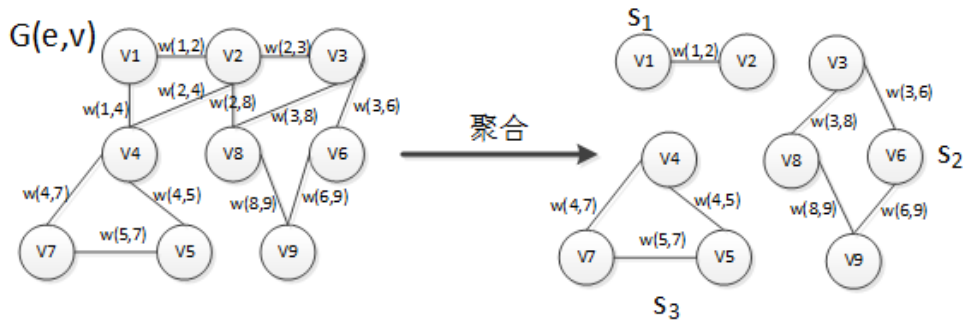 G(e,v)
V1 w(1,2) V2 w(2,3) V3
w(1,4) w(2,4) w(2,8) w(3,8) w(3,6)
V4 V8 V6
w(4,7) w(4,5) w(8,9) w(6,9)
V7 w(5,7) V5 V9
聚合
S1
V1 w(1,2) V2 V3
w(3,8) w(3,6)
V4 V8 V6 S2
w(4,7) w(4,5) w(8,9) w(6,9)
V7 w(5,7) V5 V9
S3